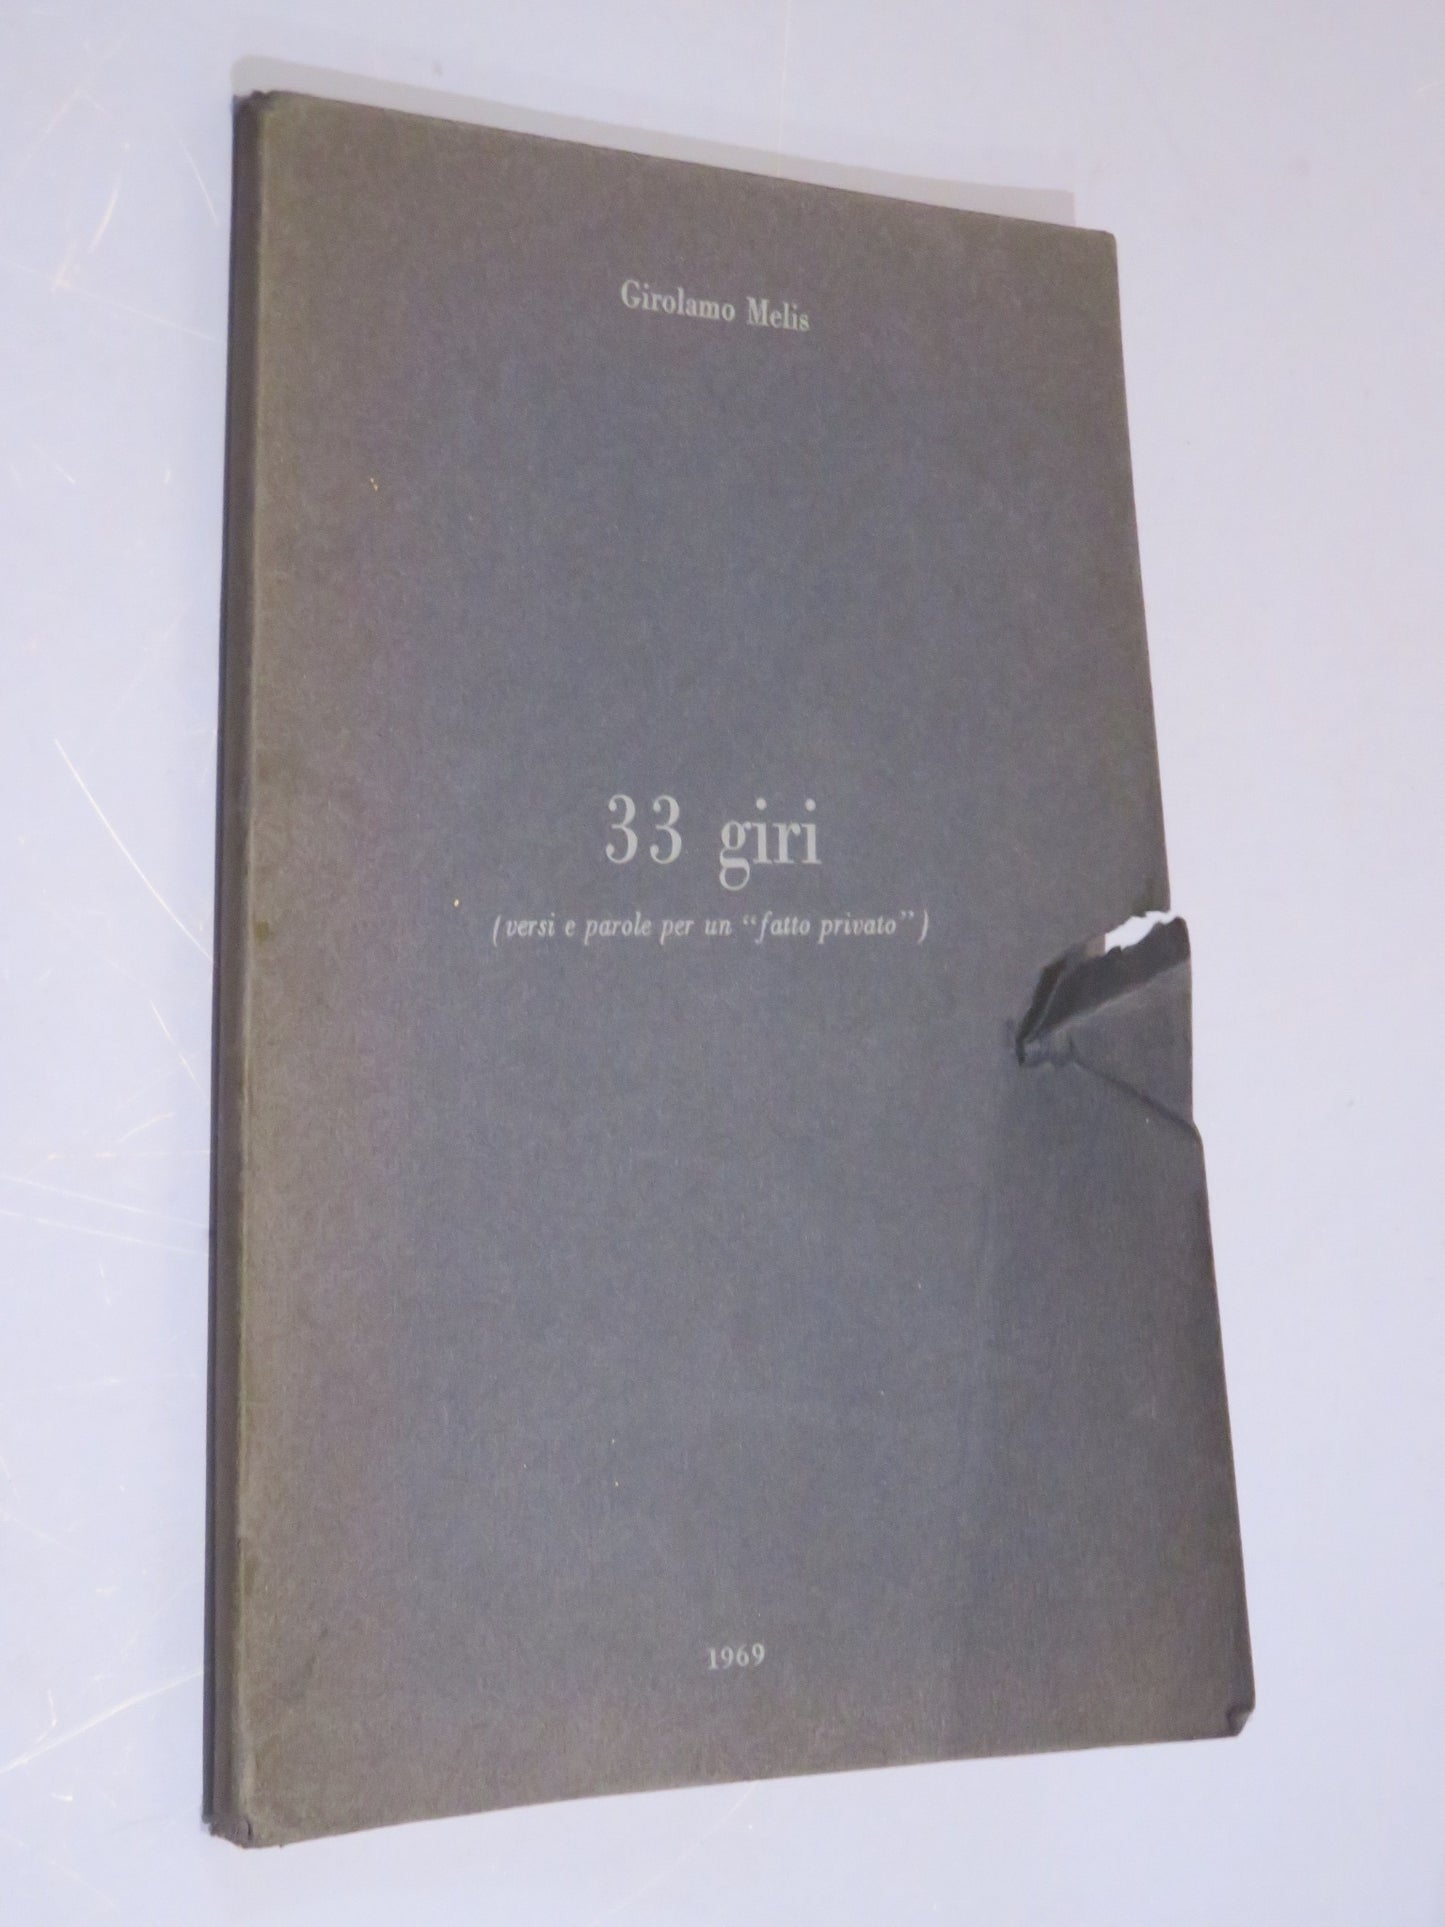 Girolamo Melis
33 giri
(versi e parole per un “fatto privato”)
1969